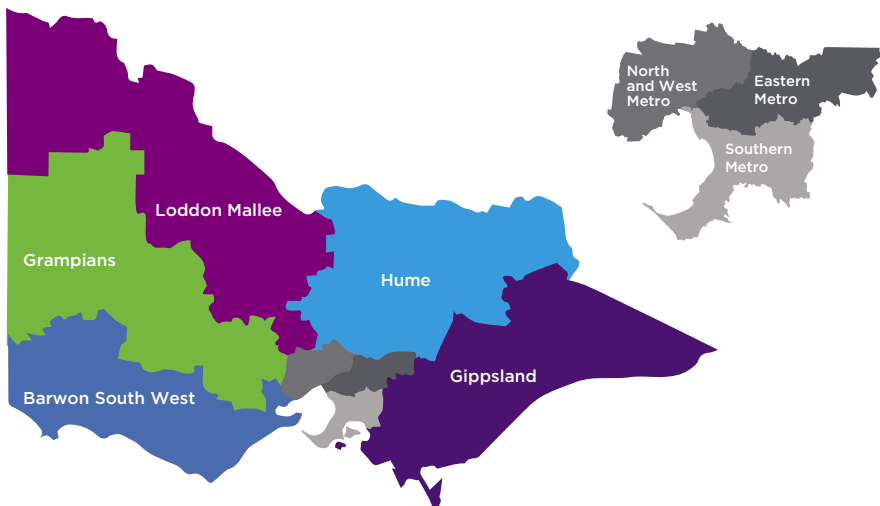 North
and West
Metro
Eastern
Metro
Southern
Metro
Loddon Mallee
Grampians
Hume
Gippsland
Barwon South West